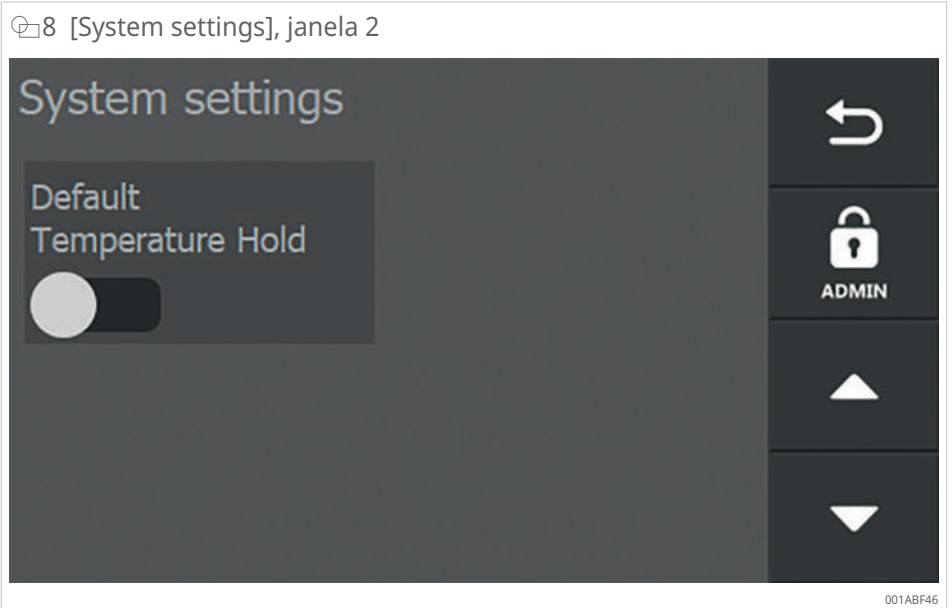 8 [System settings], janela 2
System settings
Default
Temperature Hold
ADMIN
001ABF46